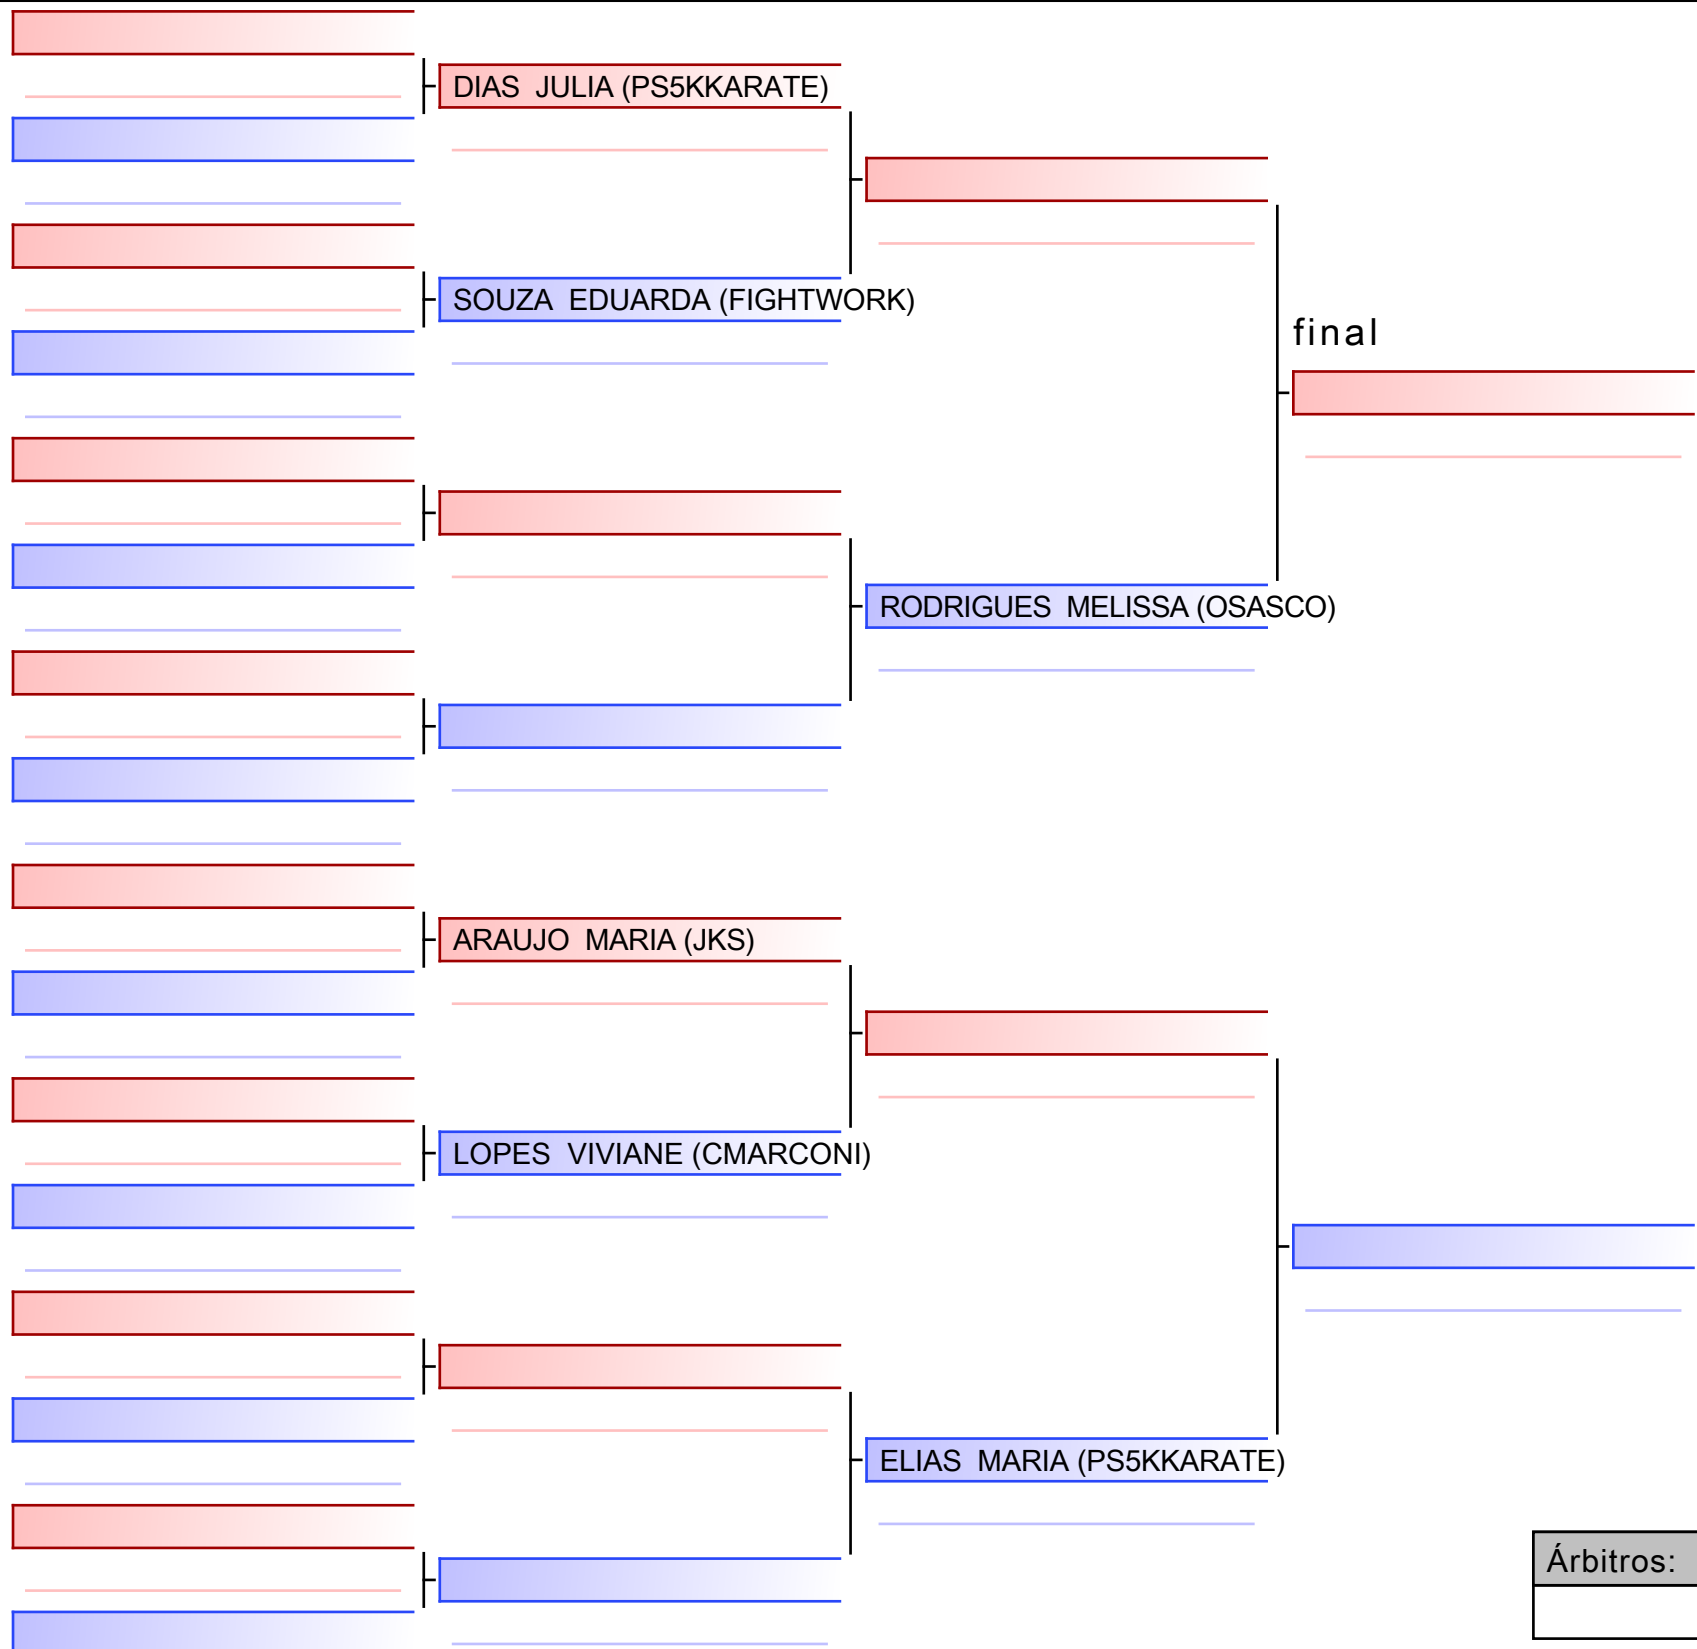 DIAS  JULIA (PS5KKARATE)
SOUZA  EDUARDA (FIGHTWORK)
final
RODRIGUES  MELISSA (OSASCO)
ARAUJO  MARIA (JKS)
LOPES  VIVIANE (CMARCONI)
ELIAS  MARIA (PS5KKARATE)
Árbitros: